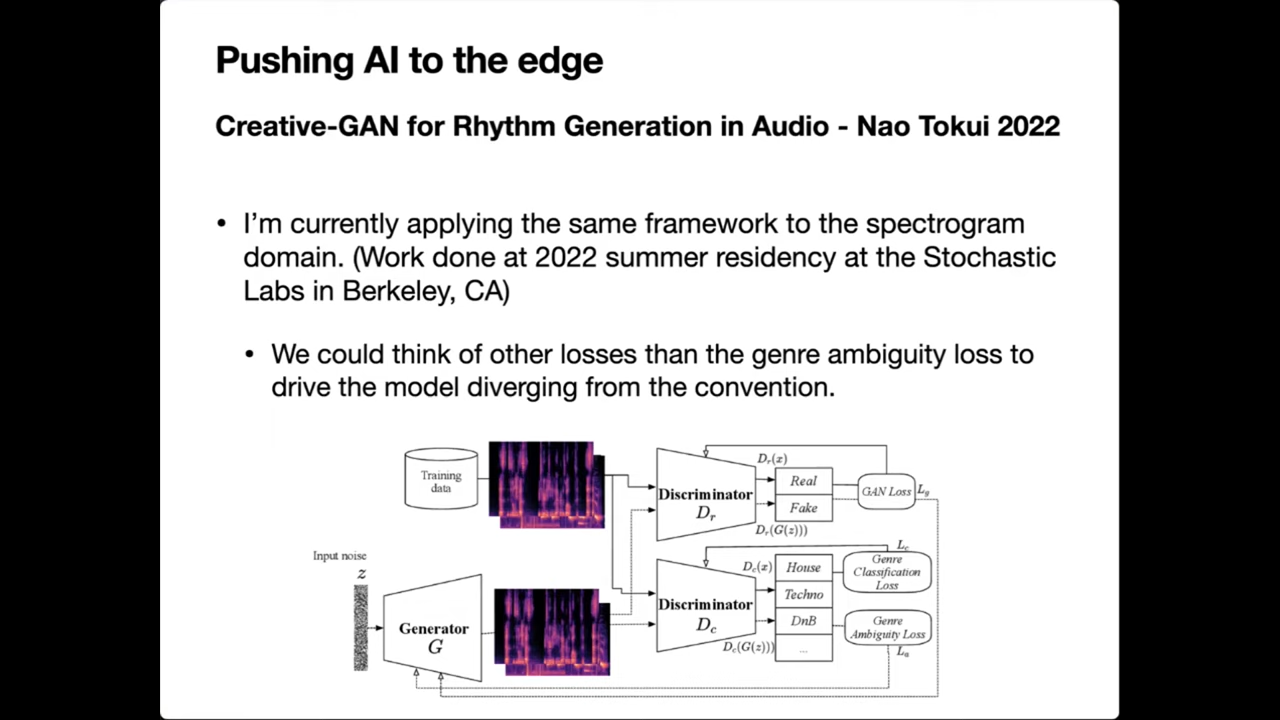 Pushing AI to the edge
Creative-GAN for Rhythm Generation in Audio - Nao Tokui 2022
• I'm currently applying the same framework to the spectrogram
domain. (Work done at 2022 summer residency at the Stochastic
Labs in Berkeley, CA)
• We could think of other losses than the genre ambiguity loss to
drive the model diverging from the convention.
Training
data
Input noise
z
Generator
G
Discriminator
Dr
Dr(x)
Real
Fake
Dr(G(z)))
GAN Loss
Lg
Discriminator
Dc
Dc(x)
House
Techno
DnB
...
Dc(G(z)))
Lc
Genre
Classification
Loss
Genre
Ambiguity Loss
La